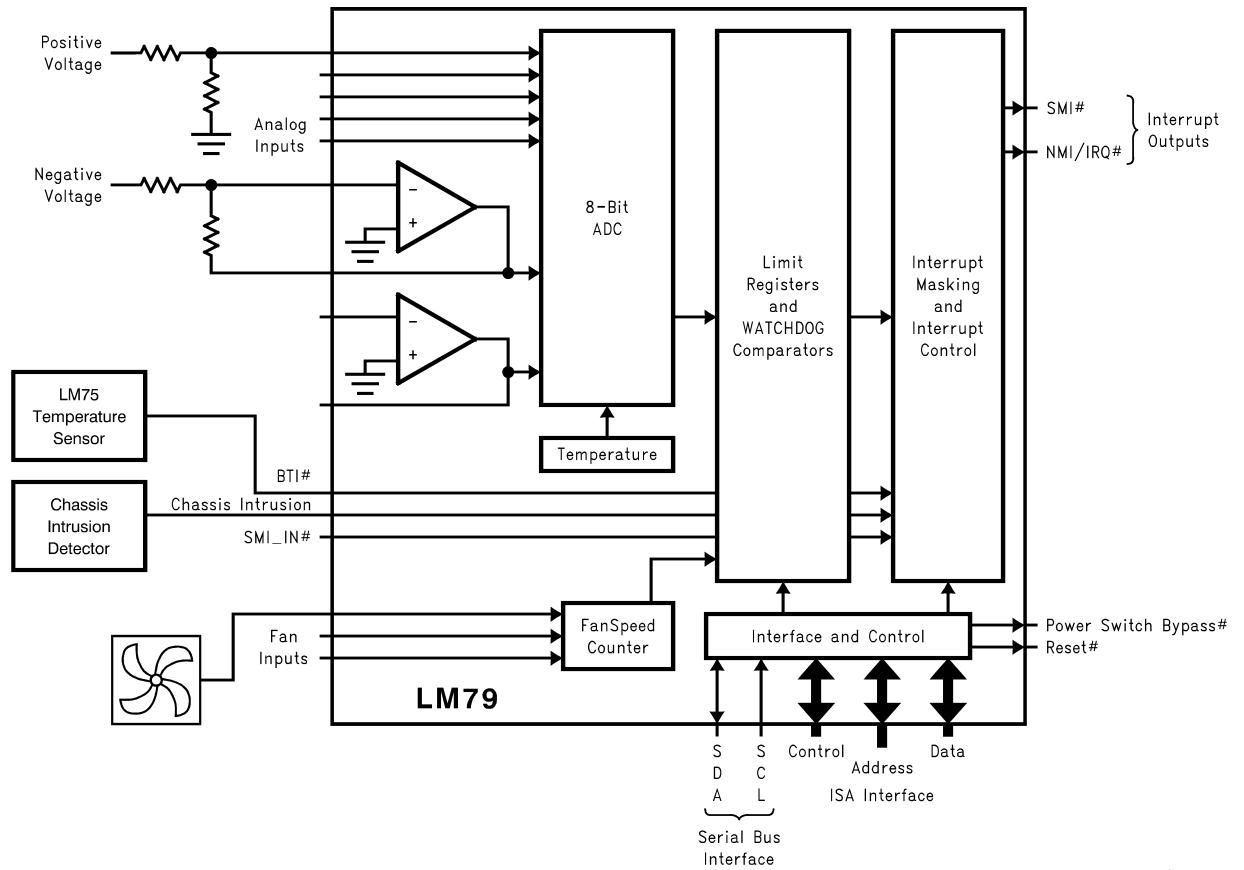 Positive
Voltage
Analog
Inputs
Negative
Voltage
−
+
−
+
8-Bit
ADC
Limit
Registers
and
WATCHDOG
Comparators
Interrupt
Masking
and
Interrupt
Control
SMI#
NMI/IRQ#
Interrupt
Outputs
LM75
Temperature
Sensor
Temperature
BTI#
Chassis Intrusion
SMI_IN#
Chassis
Intrusion
Detector
Fan
Inputs
FanSpeed
Counter
Interface and Control
Power Switch Bypass#
Reset#
LM79
SDA
SCL
Control
Address
Data
ISA Interface
Serial Bus
Interface